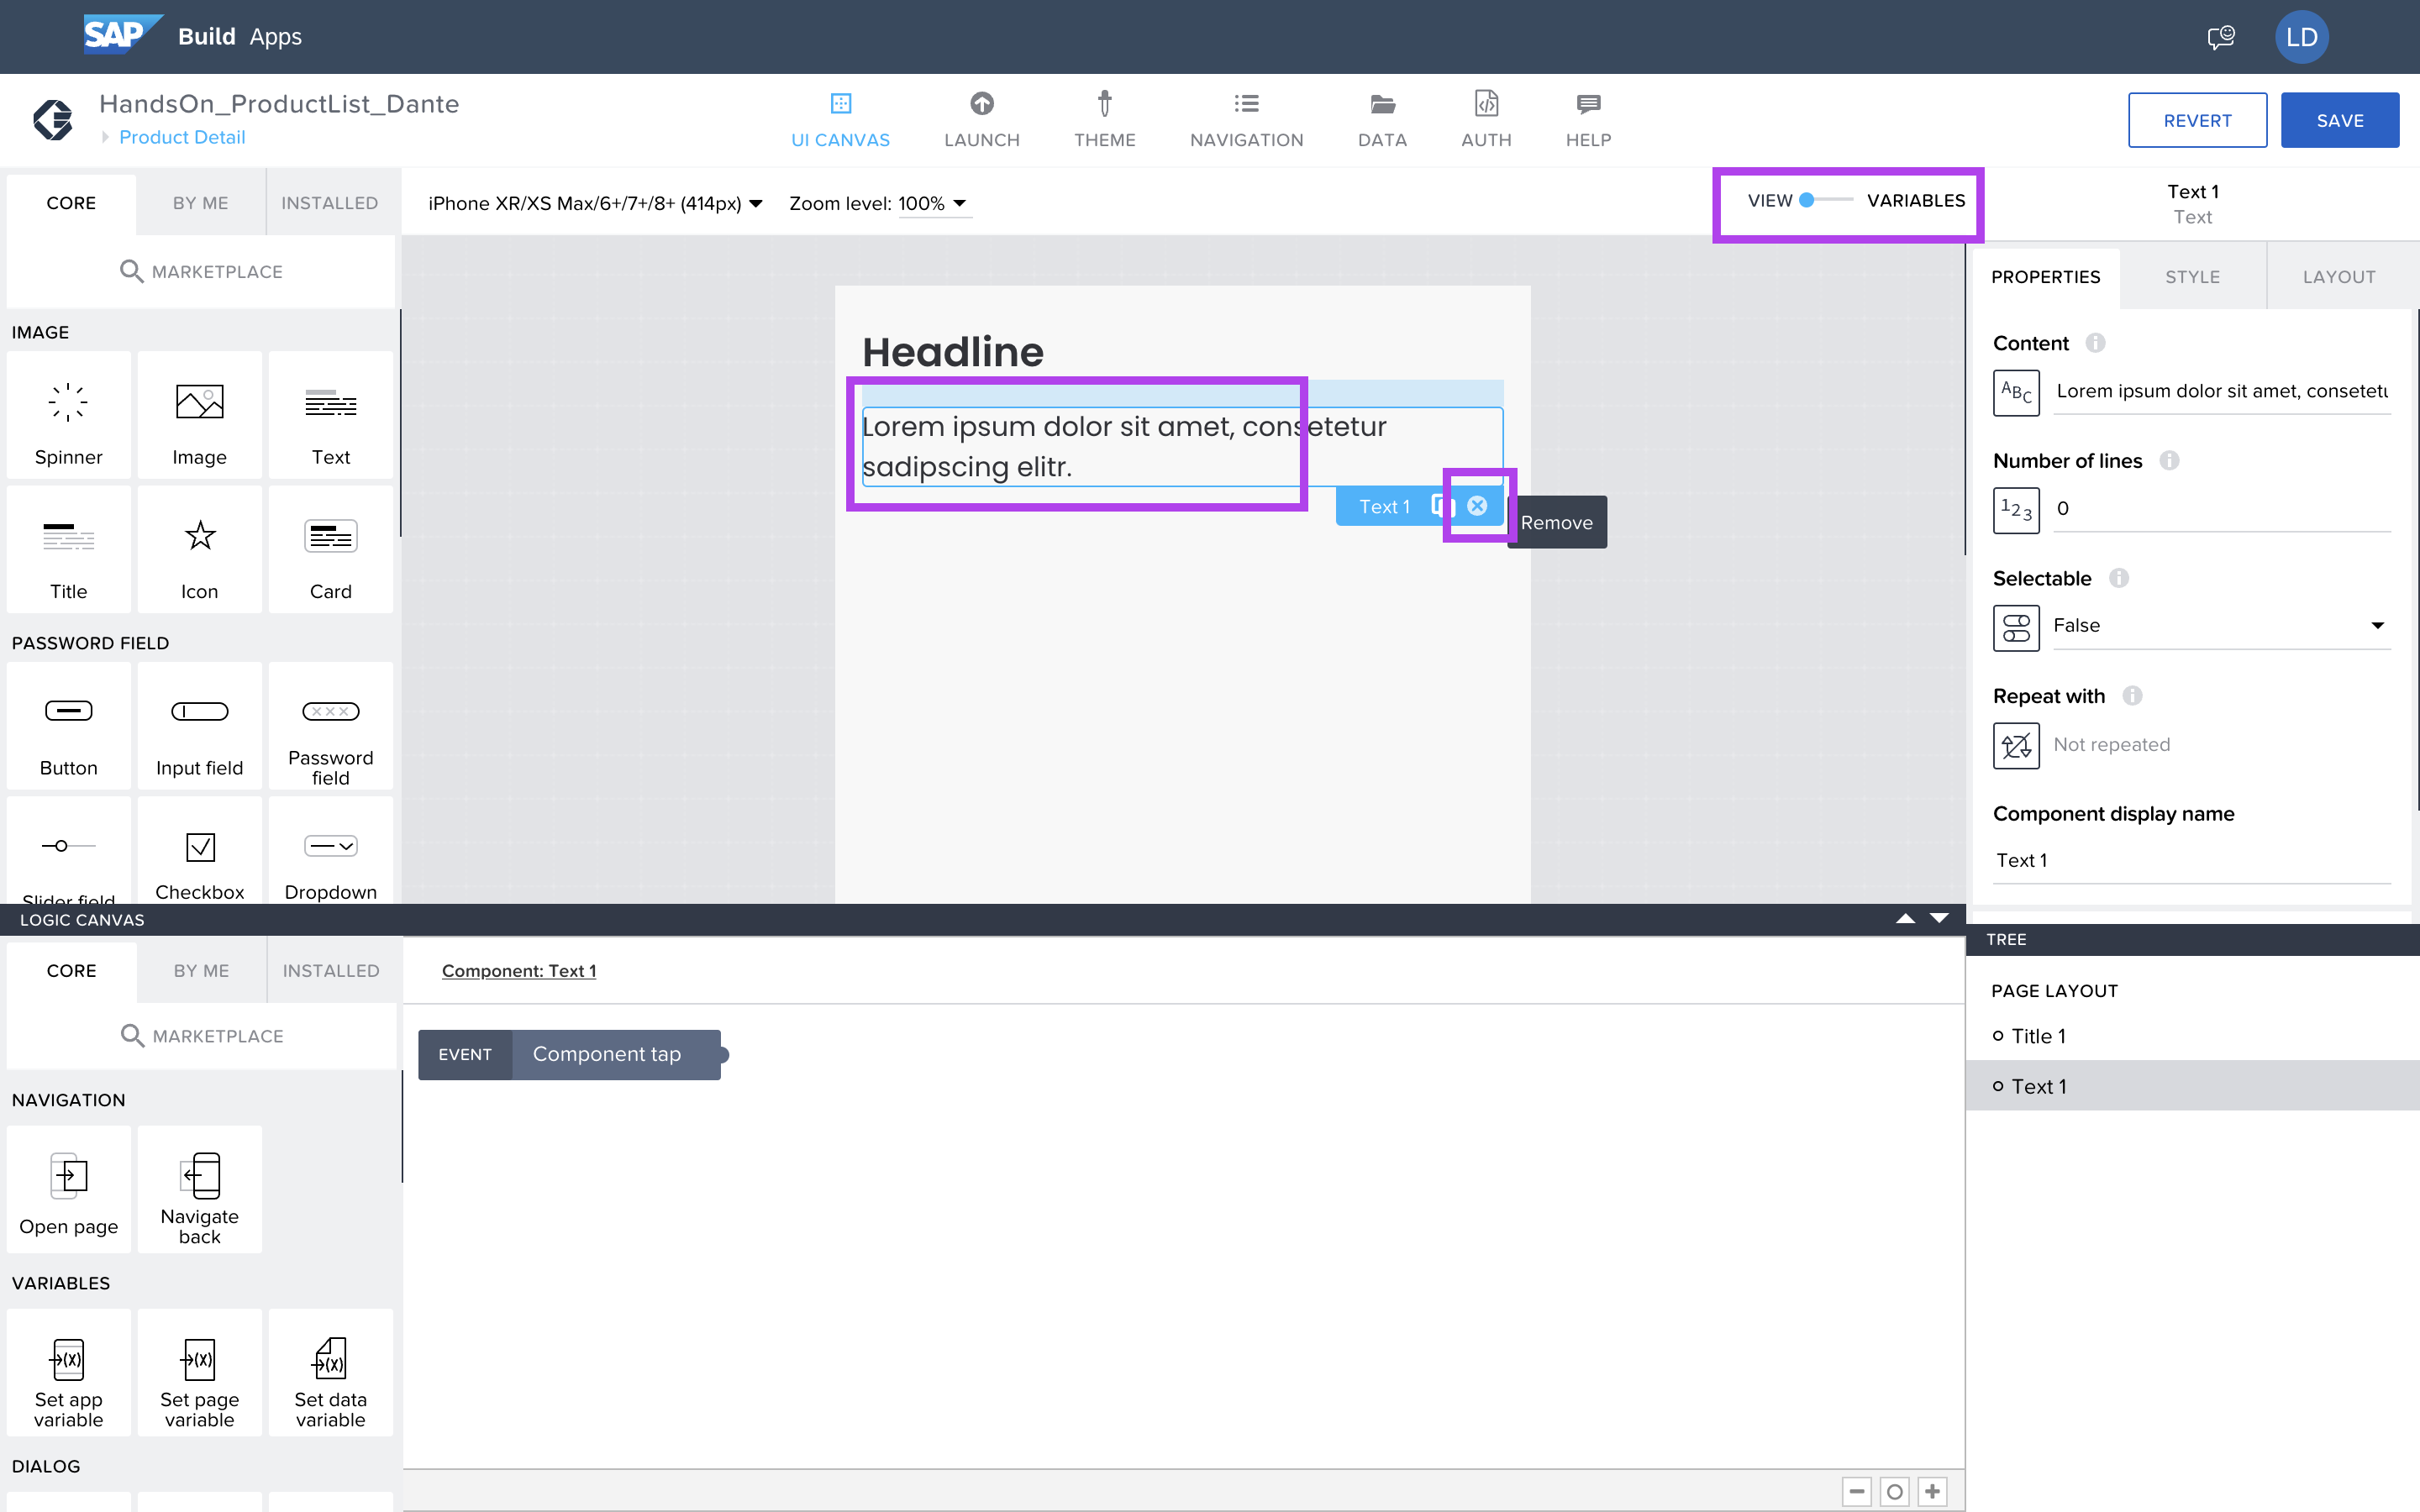 SAP Build Apps
LD
HandsOn_ProductList_Dante
Product Detail
UI CANVAS
LAUNCH
THEME
NAVIGATION
DATA
AUTH
HELP
REVERT
SAVE
CORE
BY ME
INSTALLED
MARKETPLACE
iPhone XR/XS Max/6+/7+/8+ (414px)
Zoom level: 100%
VIEW
VARIABLES
Text 1
Text
IMAGE
Spinner
Image
Text
Title
Icon
Card
PASSWORD FIELD
Button
Input field
Password
field
Slider field
Checkbox
Dropdown
Headline
Lorem ipsum dolor sit amet, consetetur
sadipscing elitr.
Text 1
Remove
PROPERTIES
STYLE
LAYOUT
Content
ABC
Lorem ipsum dolor sit amet, consetetu
Number of lines
123
0
Selectable
False
Repeat with
Not repeated
Component display name
Text 1
LOGIC CANVAS
CORE
BY ME
INSTALLED
MARKETPLACE
NAVIGATION
Open page
Navigate
back
VARIABLES
(x)
(x)
(x)
Set app
variable
Set page
variable
Set data
variable
DIALOG
Component: Text 1
EVENT
Component tap
TREE
PAGE LAYOUT
Title 1
Text 1